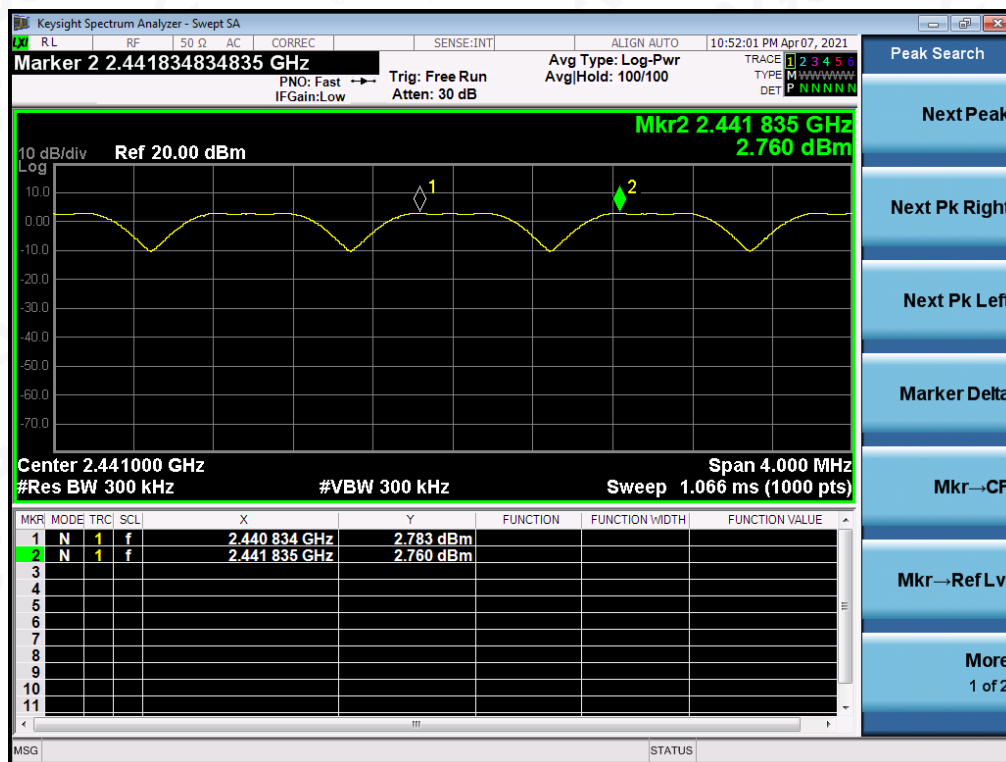 Keysight Spectrum Analyzer - Swept SA
LXI RL RF 50 Ω AC CORREC SENSE:INT ALIGN AUTO 10:52:01 PM Apr 07, 2021
Marker 2 2.441834834835 GHz
PNO: Fast
IFGain:Low
Trig: Free Run
Atten: 30 dB
Avg Type: Log-Pwr
Avg|Hold: 100/100
TRACE 1 2 3 4 5 6
TYPE M WWWWW
DET P N N N N N
Mkr2 2.441 835 GHz
2.760 dBm
10 dB/div Ref 20.00 dBm
Log
10.0
0.00
-10.0
-20.0
-30.0
-40.0
-50.0
-60.0
-70.0
1
2
Center 2.441000 GHz Span 4.000 MHz
#Res BW 300 kHz #VBW 300 kHz Sweep 1.066 ms (1000 pts)
MKR MODE TRC SCL X Y FUNCTION FUNCTION WIDTH FUNCTION VALUE
1 N 1 f 2.440 834 GHz 2.783 dBm
2 N 1 f 2.441 835 GHz 2.760 dBm
3
4
5
6
7
8
9
10
11
MSG STATUS
Peak Search
Next Peak
Next Pk Right
Next Pk Left
Marker Delta
Mkr→CF
Mkr→Ref Lv
More
1 of 2